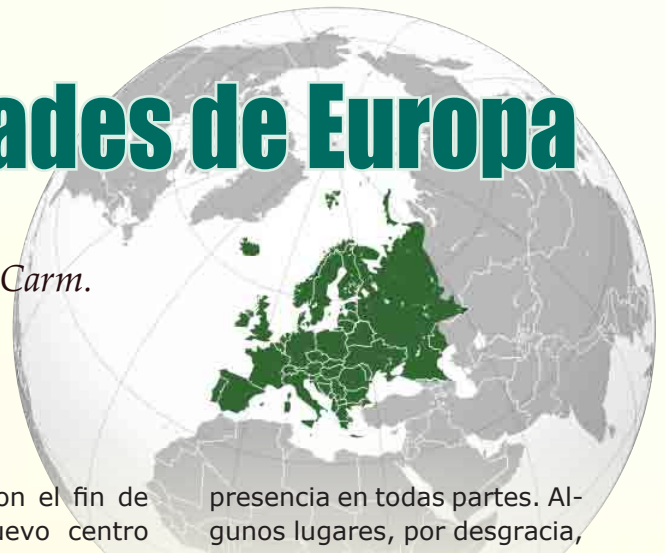 ades de Europa
Carm.
on el fin de
uevo centro
presencia en todas partes. Al-
gunos lugares, por desgracia,